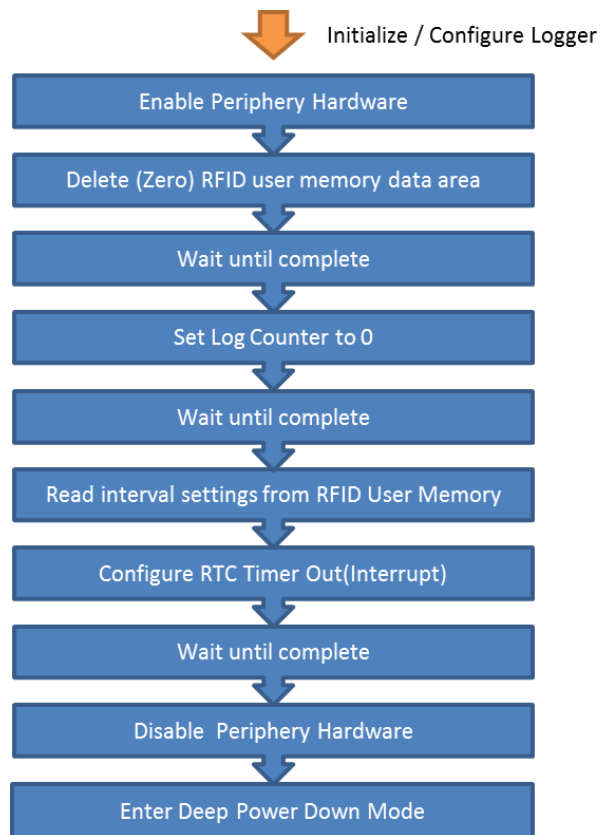 Initialize / Configure Logger
Enable Periphery Hardware
Delete (Zero) RFID user memory data area
Wait until complete
Set Log Counter to 0
Wait until complete
Read interval settings from RFID User Memory
Configure RTC Timer Out(Interrupt)
Wait until complete
Disable Periphery Hardware
Enter Deep Power Down Mode